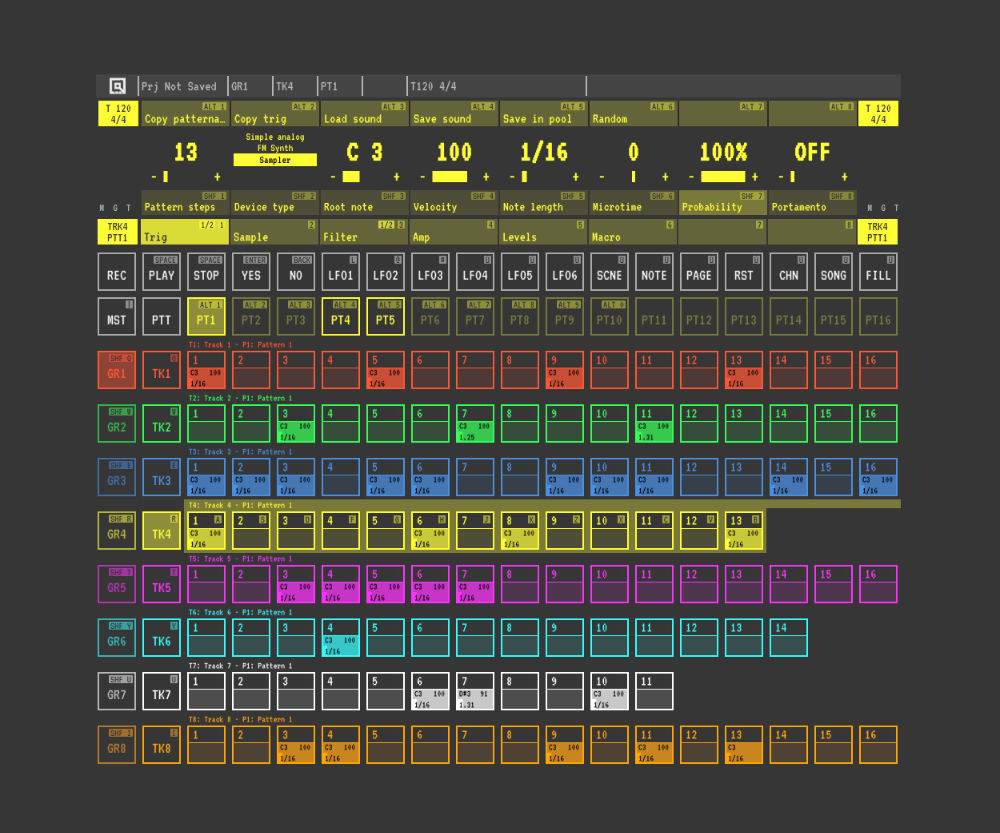 Prj Not Saved GR1 TK4 PT1 T120 4/4
T 120 ALT 1 ALT 2 ALT 3 ALT 4 ALT 5 ALT 6 ALT 7 ALT 8 T 120
4/4 Copy patterna… Copy trig Load sound Save sound Save in pool Random 4/4
Simple analog
13 FM Synth C 3 100 1/16 0 100% OFF
Sampler
- + - + - + - + - + - + - +
SHF 1 SHF 2 SHF 3 SHF 4 SHF 5 SHF 6 SHF 7 SHF 8
M G T Pattern steps Device type Root note Velocity Note length Microtime Probability Portamento M G T
TRK4 1/2 1 2 1/2 3 4 5 6 7 8 TRK4
PTT1 Trig Sample Filter Amp Levels Macro PTT1
SPACE SPACE ENTER BACK
REC PLAY STOP YES NO LFO1 LFO2 LFO3 LFO4 LFO5 LFO6 SCNE NOTE PAGE RST CHN SONG FILL
ALT 1 ALT 2 ALT 3 ALT 4 ALT 5 ALT 6 ALT 7 ALT 8 ALT 9
MST PTT PT1 PT2 PT3 PT4 PT5 PT6 PT7 PT8 PT9 PT10 PT11 PT12 PT13 PT14 PT15 PT16
T1: Track 1 - P1: Pattern 1
SHF Q Q
GR1 TK1 1 2 3 4 5 6 7 8 9 10 11 12 13 14 15 16
C3 100 C3 100 C3 100 C3 100
1/16 1/16 1/16 1/16
T2: Track 2 - P1: Pattern 1
SHF W W
GR2 TK2 1 2 3 4 5 6 7 8 9 10 11 12 13 14 15 16
C3 100 C3 100 C3 100
1/16 1.25 1.31
T3: Track 3 - P1: Pattern 1
SHF E E
GR3 TK3 1 2 3 4 5 6 7 8 9 10 11 12 13 14 15 16
C3 100 C3 100 C3 100 C3 100 C3 100 C3 100 C3 100 C3 100 C3 100 C3 100
1/16 1/16 1/16 1/16 1/16 1/16 1/16 1/16 1/16 1/16
T4: Track 4 - P1: Pattern 1
SHF R R
GR4 TK4 1 A 2 S 3 D 4 F 5 G 6 H 7 J 8 K 9 Z 10 X 11 C 12 V 13 B
C3 100 C3 100 C3 100 C3 100
1/16 1/16 1/16 1/16
T5: Track 5 - P1: Pattern 1
SHF T T
GR5 TK5 1 2 3 4 5 6 7 8 9 10 11 12 13 14 15 16
C3 100 C3 100 C3 100 C3 100 C3 100
1/16 1/16 1/16 1/16 1/16
T6: Track 6 - P1: Pattern 1
SHF Y Y
GR6 TK6 1 2 3 4 5 6 7 8 9 10 11 12 13 14
C3 100
1/16
T7: Track 7 - P1: Pattern 1
SHF U U
GR7 TK7 1 2 3 4 5 6 7 8 9 10 11
C3 100 D#3 91 C3 100
1/16 1.31 1/16
T8: Track 8 - P1: Pattern 1
SHF I I
GR8 TK8 1 2 3 4 5 6 7 8 9 10 11 12 13 14 15 16
C3 100 C3 100 C3 100 C3 100 C3
1/16 1/16 1/16 1/16 1/16